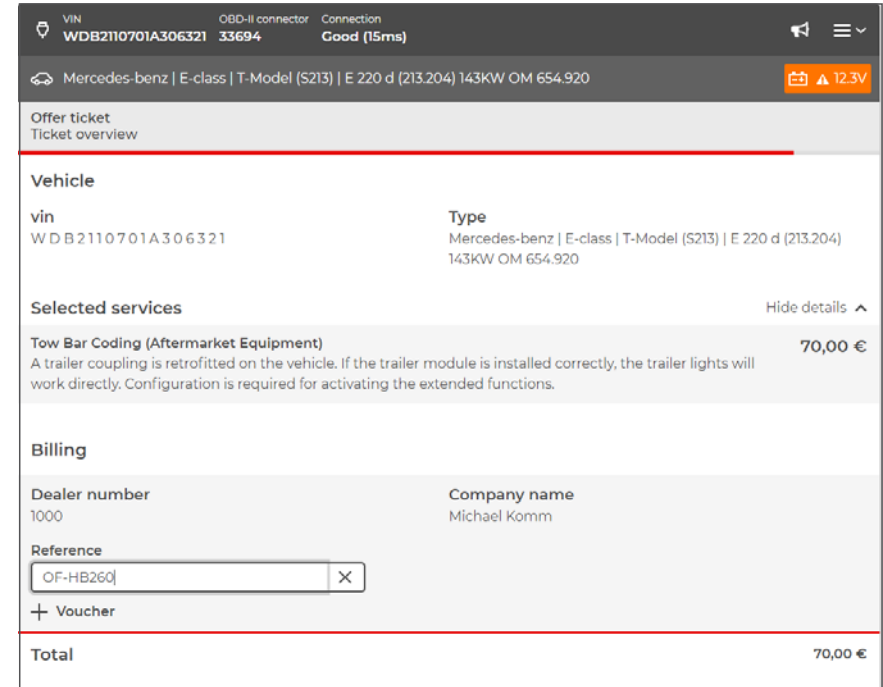 VIN OBD-II connector Connection
WDB2110701A306321 33694 Good (15ms)
Mercedes-benz | E-class | T-Model (S213) | E 220 d (213.204) 143KW OM 654.920
12.3V
Offer ticket
Ticket overview
Vehicle
vin
WDB2110701A306321
Type
Mercedes-benz | E-class | T-Model (S213) | E 220 d (213.204)
143KW OM 654.920
Selected services
Hide details
Tow Bar Coding (Aftermarket Equipment)
70,00 €
A trailer coupling is retrofitted on the vehicle. If the trailer module is installed correctly, the trailer lights will
work directly. Configuration is required for activating the extended functions.
Billing
Dealer number
1000
Company name
Michael Komm
Reference
OF-HB260
Voucher
Total
70,00 €